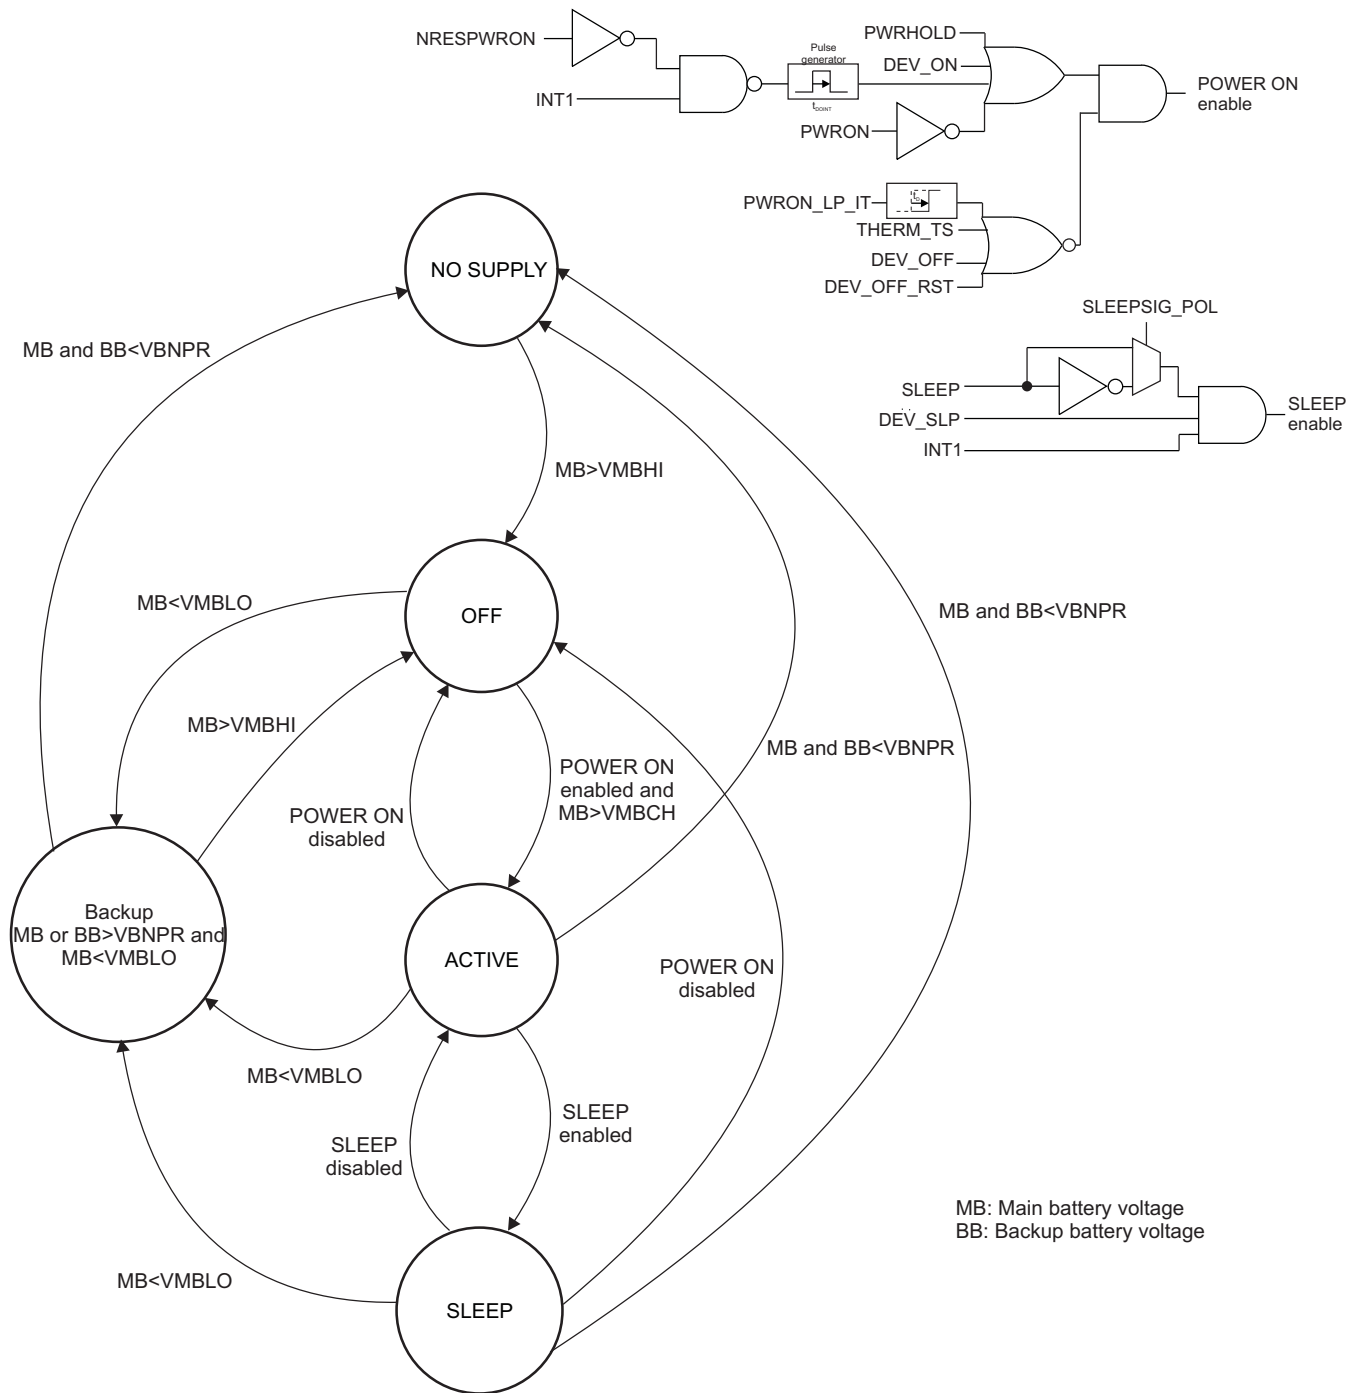 NRESPWRON
INT1
Pulse
generator
PWRHOLD
DEV_ON
PWRON
POWER ON
enable
PWRON_LP_IT
THERM_TS
DEV_OFF
DEV_OFF_RST
SLEEPSIG_POL
SLEEP
DEV_SLP
INT1
SLEEP
enable
NO SUPPLY
MB and BB<VBNPR
MB>VMBHI
MB<VMBLO
OFF
MB and BB<VBNPR
MB>VMBHI
MB and BB<VBNPR
POWER ON
enabled and
MB>VMBCH
POWER ON
disabled
Backup
MB or BB>VBNPR and
MB<VMBLO
ACTIVE
POWER ON
disabled
MB<VMBLO
SLEEP
enabled
SLEEP
disabled
MB<VMBLO
SLEEP
MB: Main battery voltage
BB: Backup battery voltage